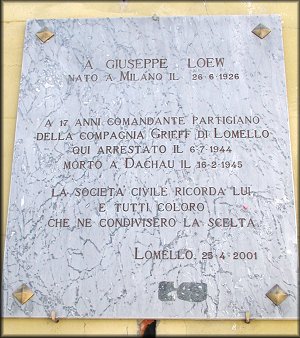 A GIUSEPPE LOEW
NATO A MILANO IL 26-6-1926
A 17 ANNI COMANDANTE PARTIGIANO
DELLA COMPAGNIA GRIEFF DI LOMELLO
QUI ARRESTATO IL 6-7-1944
MORTO A DACHAU IL 16-2-1945
LA SOCIETÀ CIVILE RICORDA LUI
E TUTTI COLORO
CHE NE CONDIVISERO LA SCELTA
LOMELLO, 25-4-2001